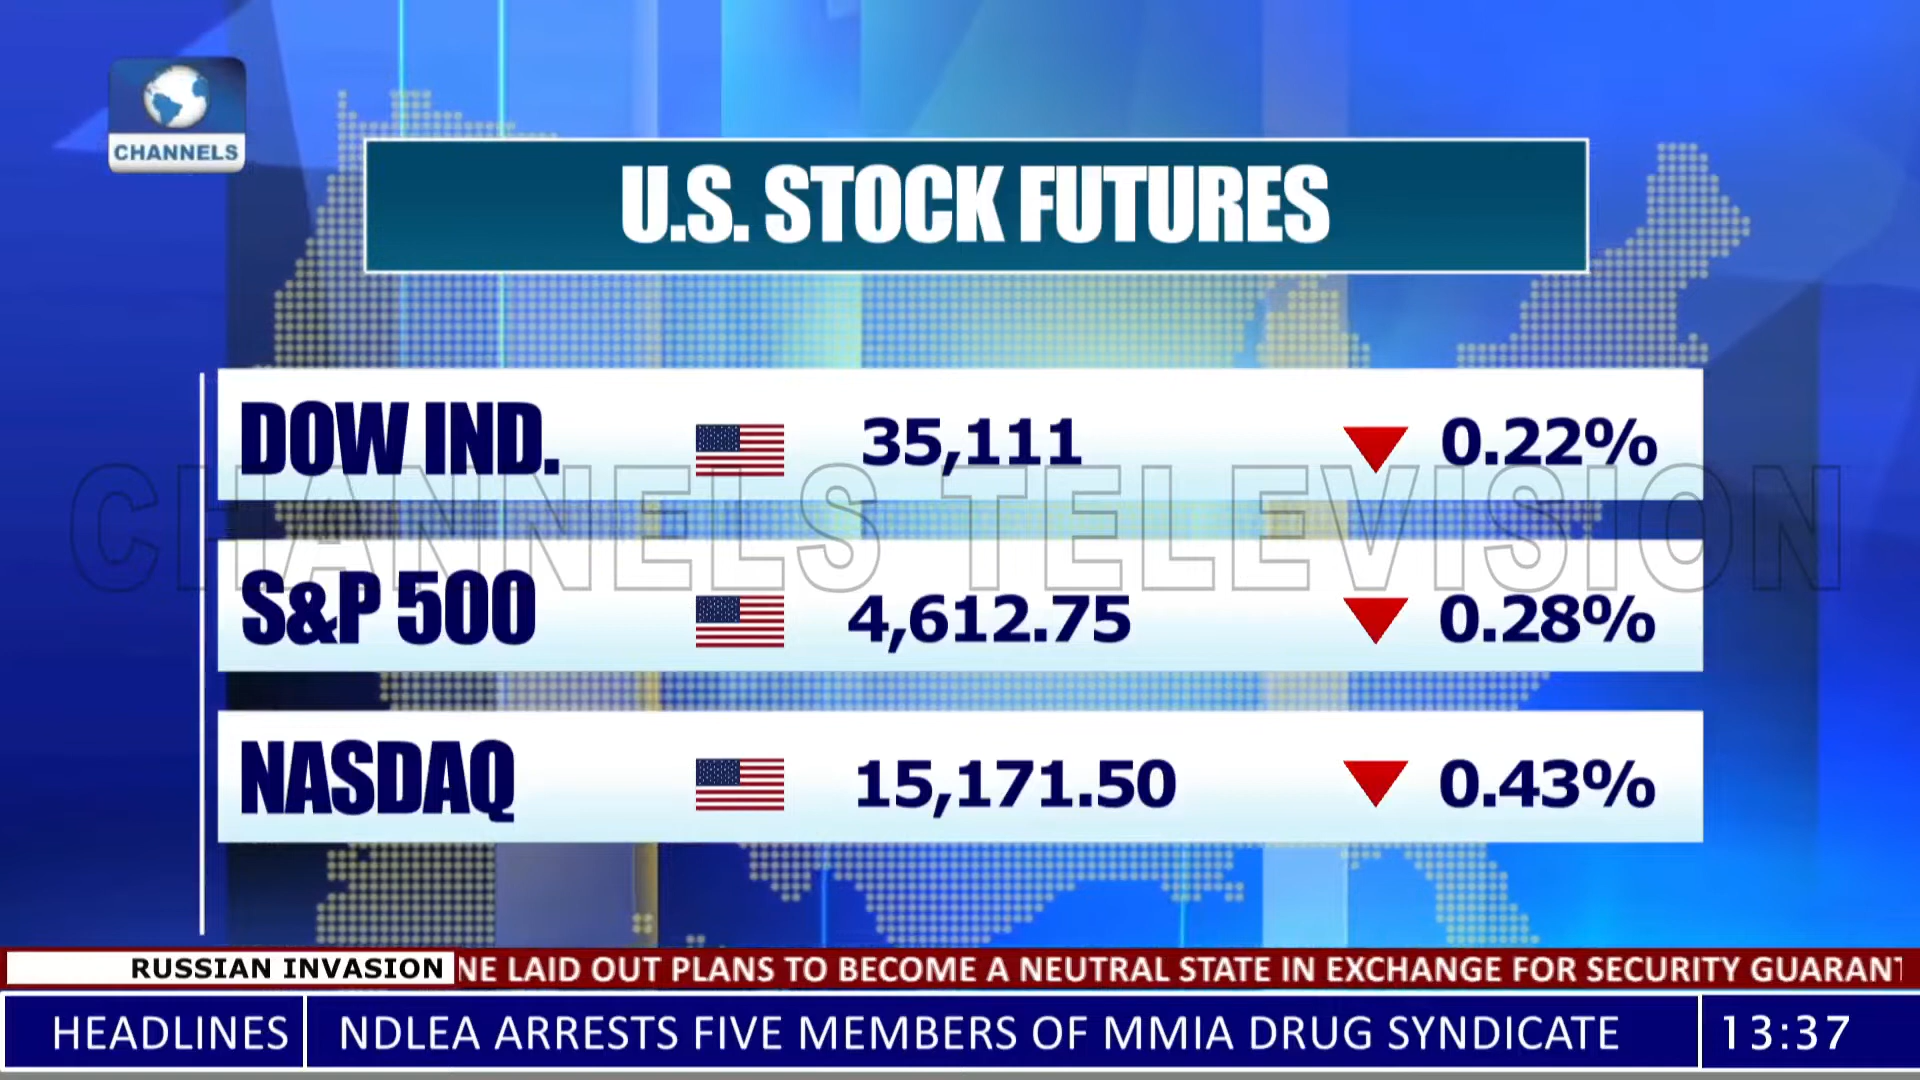 CHANNELS
U.S. STOCK FUTURES
DOW IND. 35,111 0.22%
CHANNELS TELEVISION
S&P 500 4,612.75 0.28%
NASDAQ 15,171.50 0.43%
RUSSIAN INVASION NE LAID OUT PLANS TO BECOME A NEUTRAL STATE IN EXCHANGE FOR SECURITY GUARAN
HEADLINES NDLEA ARRESTS FIVE MEMBERS OF MMIA DRUG SYNDICATE 13:37